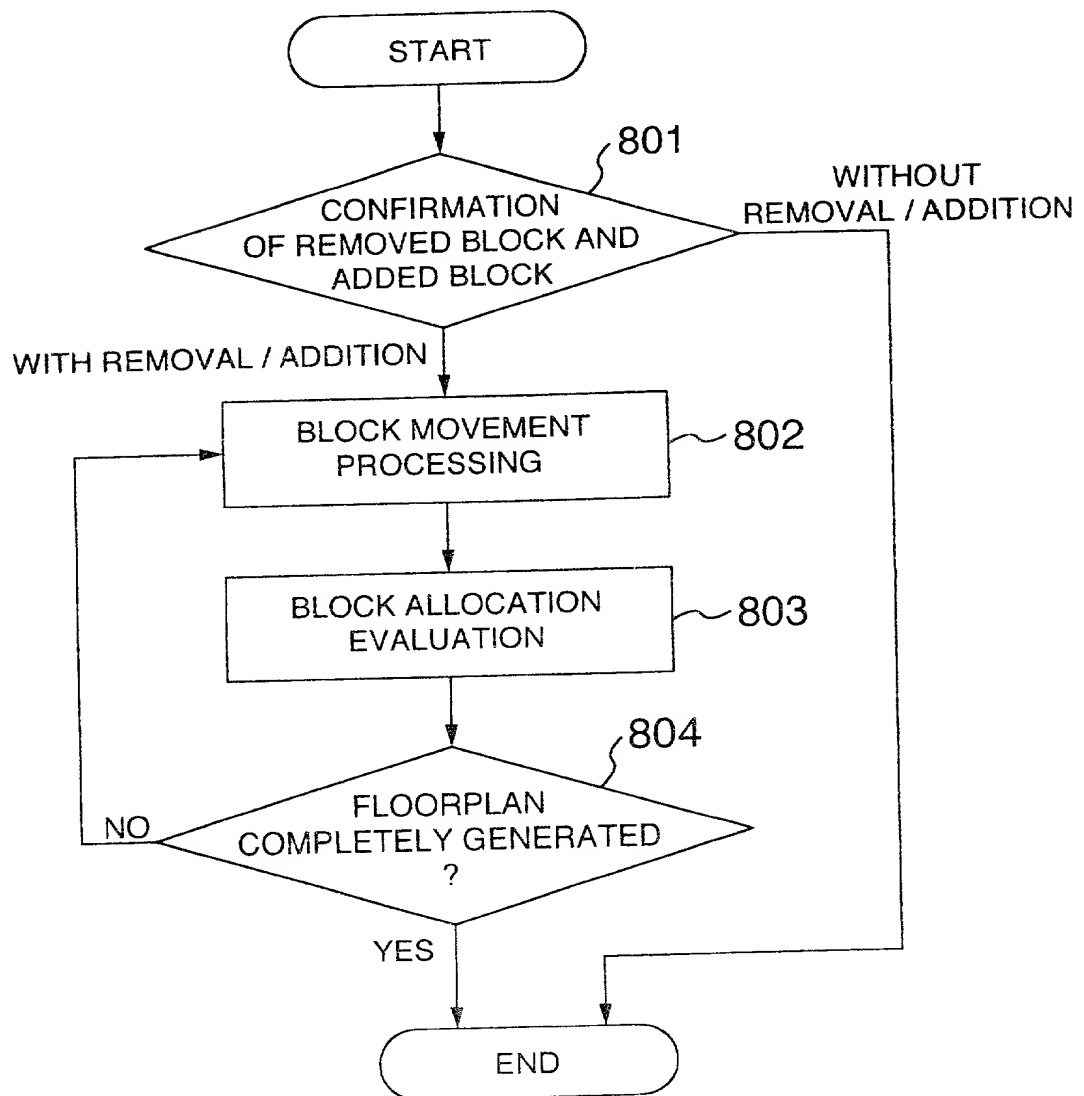 START
801
WITHOUT
REMOVAL / ADDITION
CONFIRMATION
OF REMOVED BLOCK AND
ADDED BLOCK
WITH REMOVAL / ADDITION
BLOCK MOVEMENT
PROCESSING
802
BLOCK ALLOCATION
EVALUATION
803
804
FLOORPLAN
COMPLETELY GENERATED
?
NO
YES
END